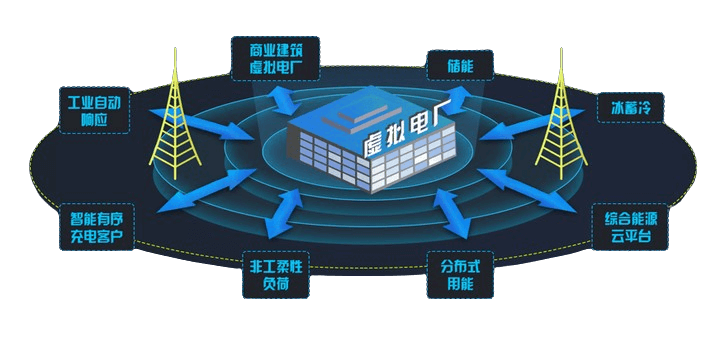 商业建筑
虚拟电厂
储能
工业自动
响应
冰蓄冷
虚拟电厂
智能有序
充电客户
综合能源
云平台
非工柔性
负荷
分布式
用能